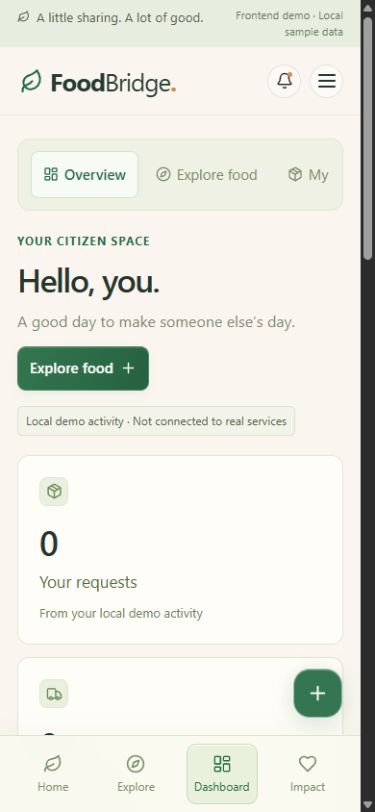 A little sharing. A lot of good.
Frontend demo · Local
sample data
FoodBridge.
Overview
Explore food
My
YOUR CITIZEN SPACE
Hello, you.
A good day to make someone else's day.
Explore food +
Local demo activity · Not connected to real services
0
Your requests
From your local demo activity
+
Home
Explore
Dashboard
Impact